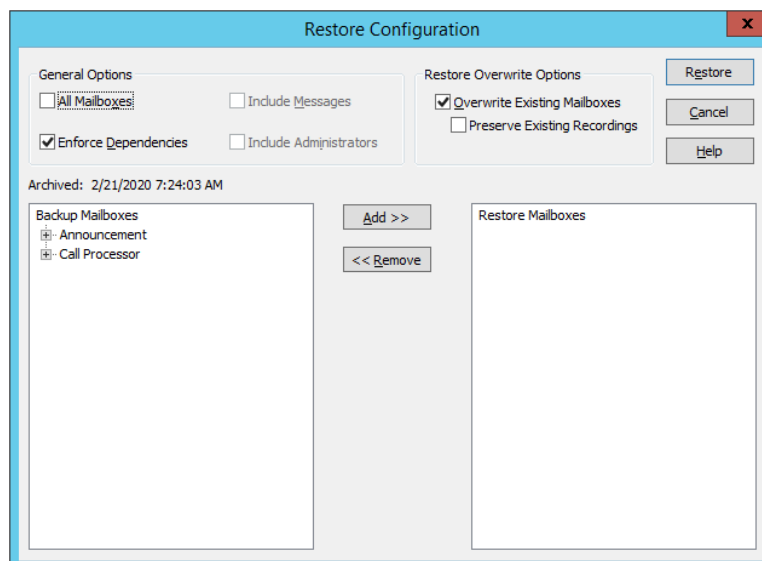 Restore Configuration
x
General Options
All Mailboxes
Include Messages
Enforce Dependencies
Include Administrators
Restore Overwrite Options
Overwrite Existing Mailboxes
Preserve Existing Recordings
Restore
Cancel
Help
Archived: 2/21/2020 7:24:03 AM
Backup Mailboxes
Announcement
Call Processor
Add >>
<< Remove
Restore Mailboxes